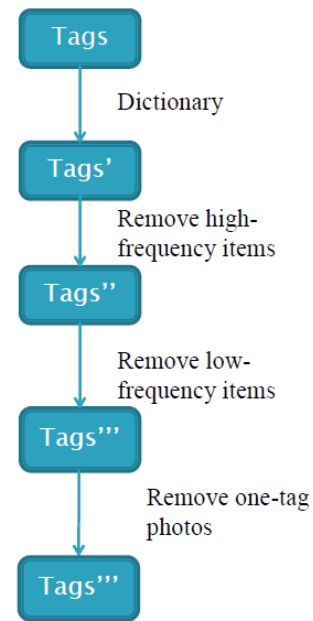 Tags
Dictionary
Tags'
Remove high-
frequency items
Tags''
Remove low-
frequency items
Tags'''
Remove one-tag
photos
Tags'''